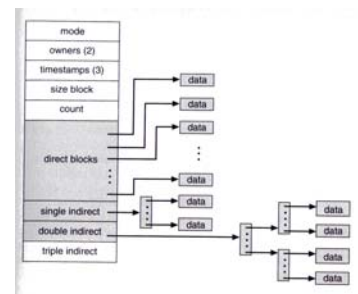 mode
owners (2)
timestamps (3)
size block
count
direct blocks
single indirect
double indirect
triple indirect
data
data
data
data
data
data
data
data
data
data